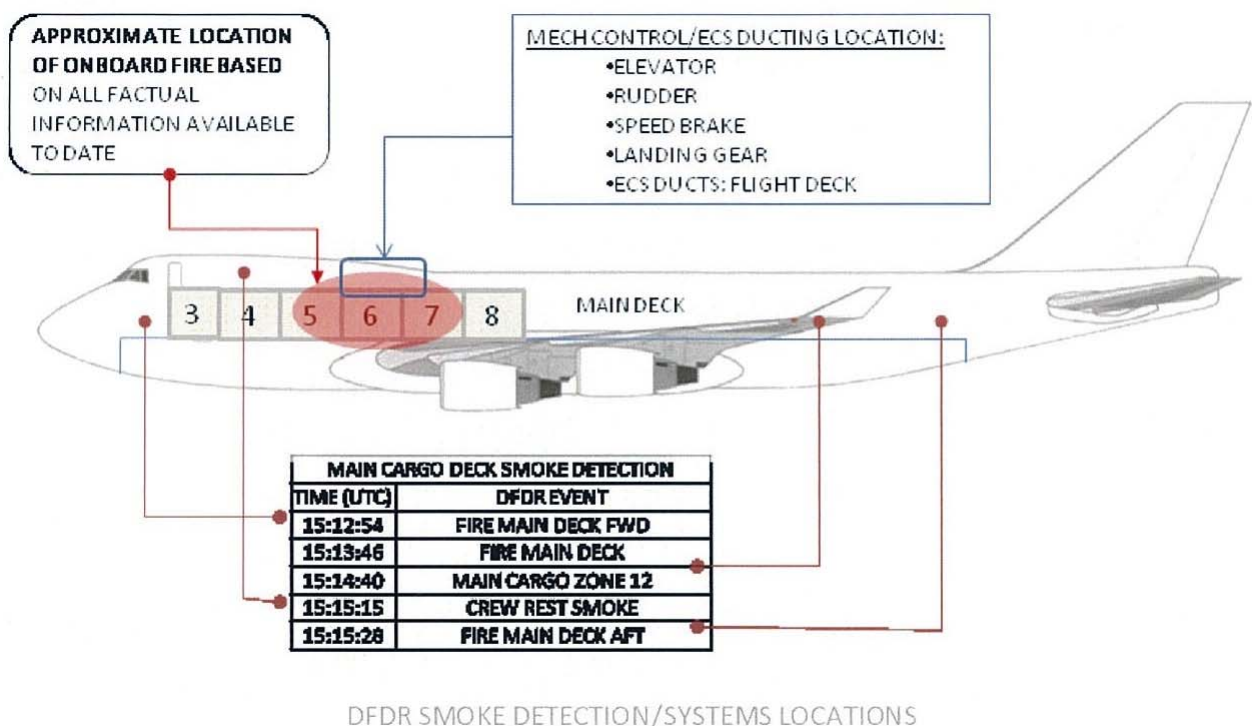 APPROXIMATE LOCATION
OF ONBOARD FIRE BASED
ON ALL FACTUAL
INFORMATION AVAILABLE
TO DATE
MECH CONTROL/ECS DUCTING LOCATION:
•ELEVATOR
•RUDDER
•SPEED BRAKE
•LANDING GEAR
•ECS DUCTS: FLIGHT DECK
3 4 5 6 7 8 MAIN DECK
MAIN CARGO DECK SMOKE DETECTION
TIME (UTC) DFDR EVENT
15:12:54 FIRE MAIN DECK FWD
15:13:46 FIRE MAIN DECK
15:14:40 MAIN CARGO ZONE 12
15:15:15 CREW REST SMOKE
15:15:28 FIRE MAIN DECK AFT
DFDR SMOKE DETECTION/SYSTEMS LOCATIONS